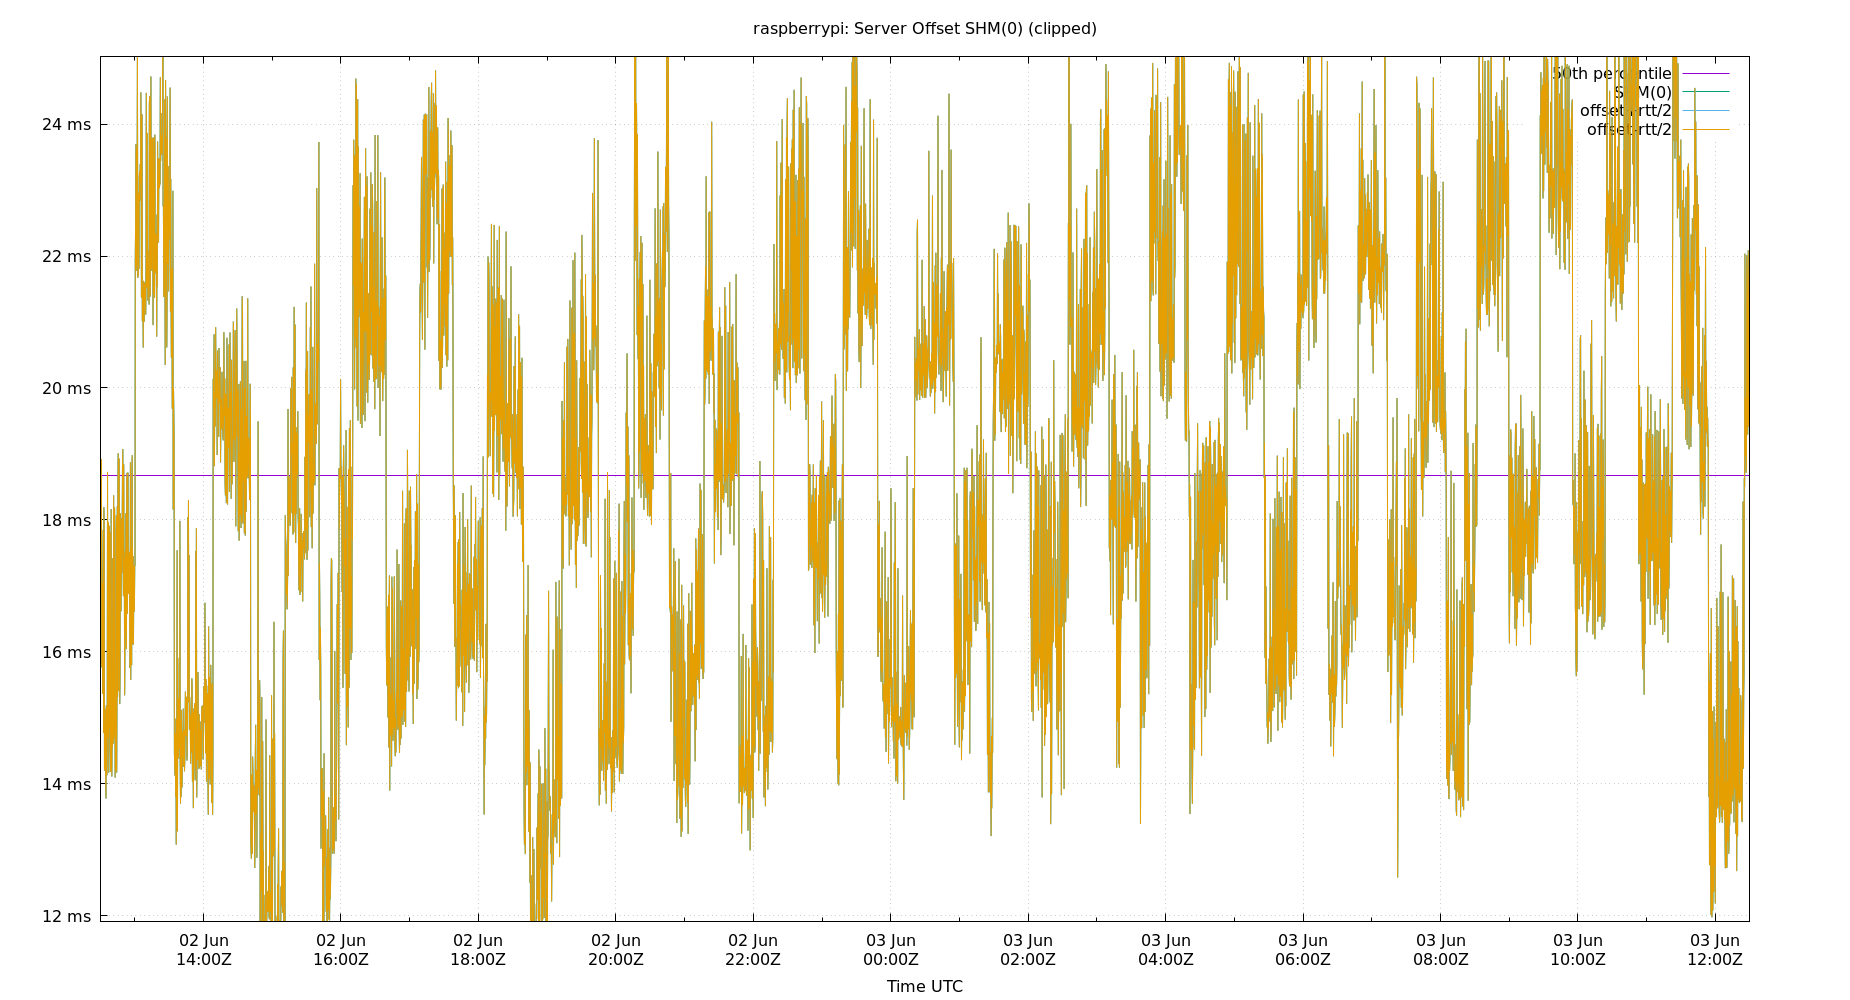 raspberrypi: Server Offset SHM(0) (clipped)
50th percentile
SHM(0)
offset+rtt/2
offset-rtt/2
24 ms
22 ms
20 ms
18 ms
16 ms
14 ms
12 ms
02 Jun 02 Jun 02 Jun 02 Jun 02 Jun 03 Jun 03 Jun 03 Jun 03 Jun 03 Jun 03 Jun 03 Jun
14:00Z 16:00Z 18:00Z 20:00Z 22:00Z 00:00Z 02:00Z 04:00Z 06:00Z 08:00Z 10:00Z 12:00Z
Time UTC